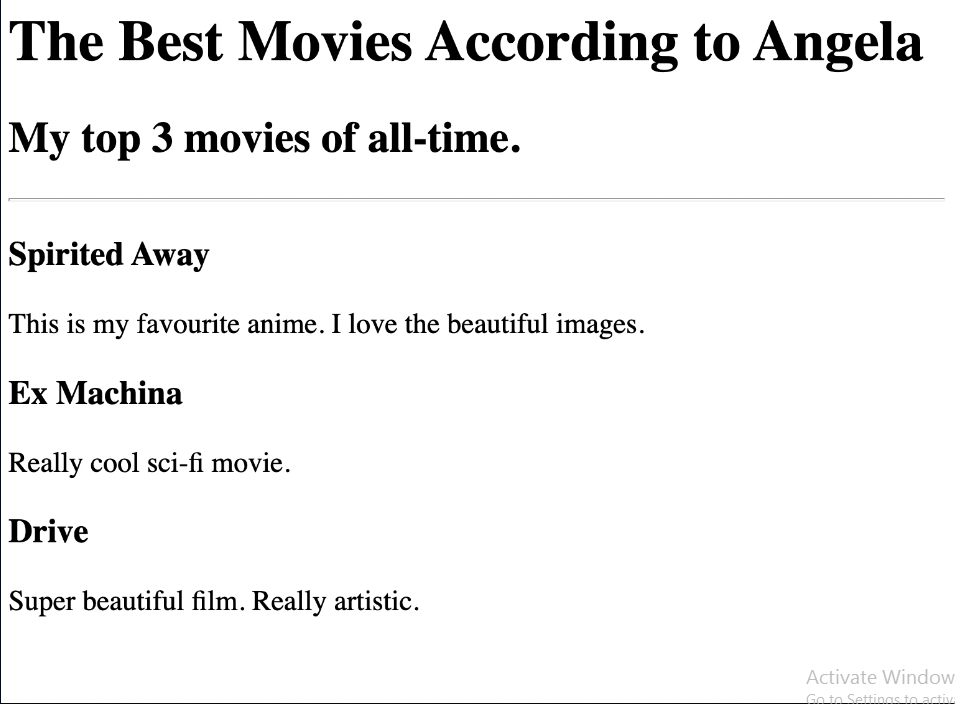 The Best Movies According to Angela
My top 3 movies of all-time.
Spirited Away
This is my favourite anime. I love the beautiful images.
Ex Machina
Really cool sci-fi movie.
Drive
Super beautiful film. Really artistic.
Activate Window
Go to Settings to activ